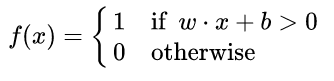 f(x) = { 1 if w · x + b > 0
0 otherwise